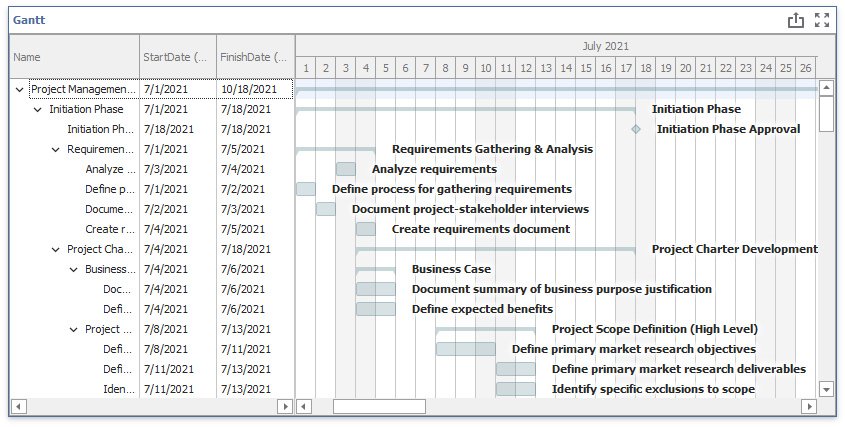 Gantt
Name StartDate (... FinishDate (... July 2021
1 2 3 4 5 6 7 8 9 10 11 12 13 14 15 16 17 18 19 20 21 22 23 24 25 26
Project Managemen... 7/1/2021 10/18/2021
Initiation Phase 7/1/2021 7/18/2021 Initiation Phase
Initiation Ph... 7/18/2021 7/18/2021 Initiation Phase Approval
Requiremen... 7/1/2021 7/5/2021 Requirements Gathering & Analysis
Analyze ... 7/3/2021 7/4/2021 Analyze requirements
Define p... 7/1/2021 7/2/2021 Define process for gathering requirements
Docume... 7/2/2021 7/3/2021 Document project-stakeholder interviews
Create r... 7/4/2021 7/5/2021 Create requirements document
Project Cha... 7/4/2021 7/18/2021 Project Charter Development
Business... 7/4/2021 7/6/2021 Business Case
Doc... 7/4/2021 7/6/2021 Document summary of business purpose justification
Defi... 7/4/2021 7/6/2021 Define expected benefits
Project ... 7/8/2021 7/13/2021 Project Scope Definition (High Level)
Defi... 7/8/2021 7/11/2021 Define primary market research objectives
Defi... 7/11/2021 7/13/2021 Define primary market research deliverables
Iden... 7/11/2021 7/13/2021 Identify specific exclusions to scope